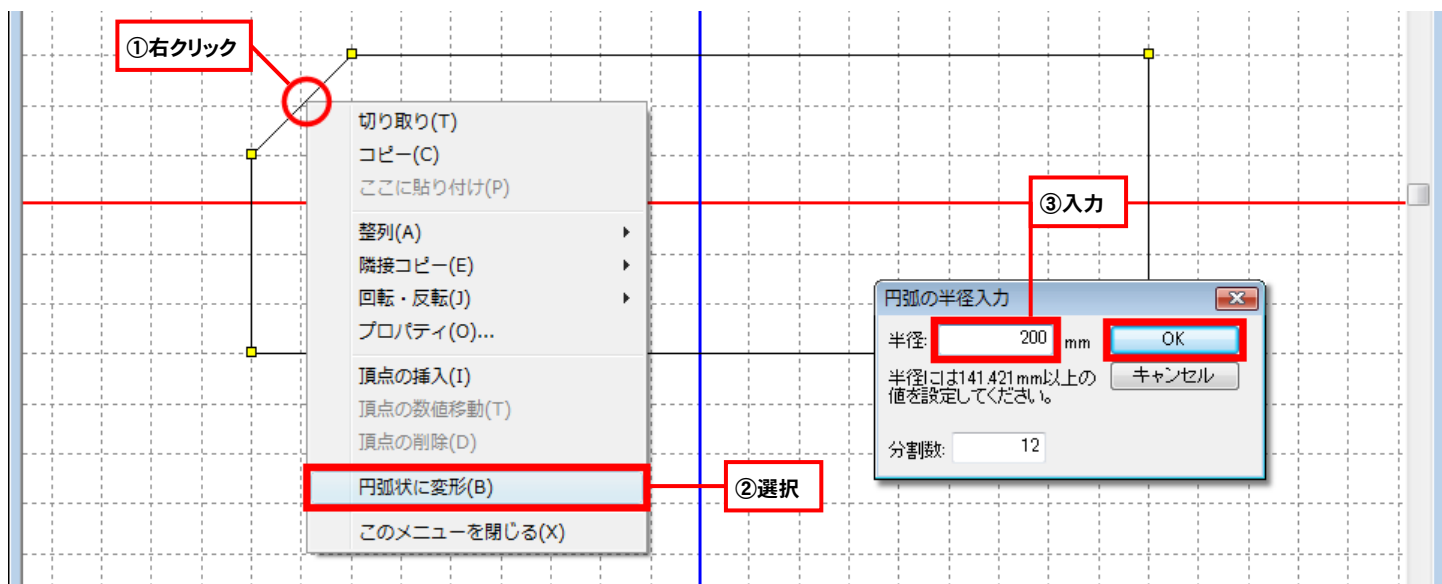 ①右クリック
切り取り(T)
コピー(C)
ここに貼り付け(P)
整列(A)
隣接コピー(E)
回転・反転(J)
プロパティ(O)...
頂点の挿入(I)
頂点の数値移動(T)
頂点の削除(D)
円弧状に変形(B)
このメニューを閉じる(X)
②選択
③入力
円弧の半径入力
半径: 200 mm OK
半径には141.421mm以上の キャンセル
値を設定してください。
分割数: 12